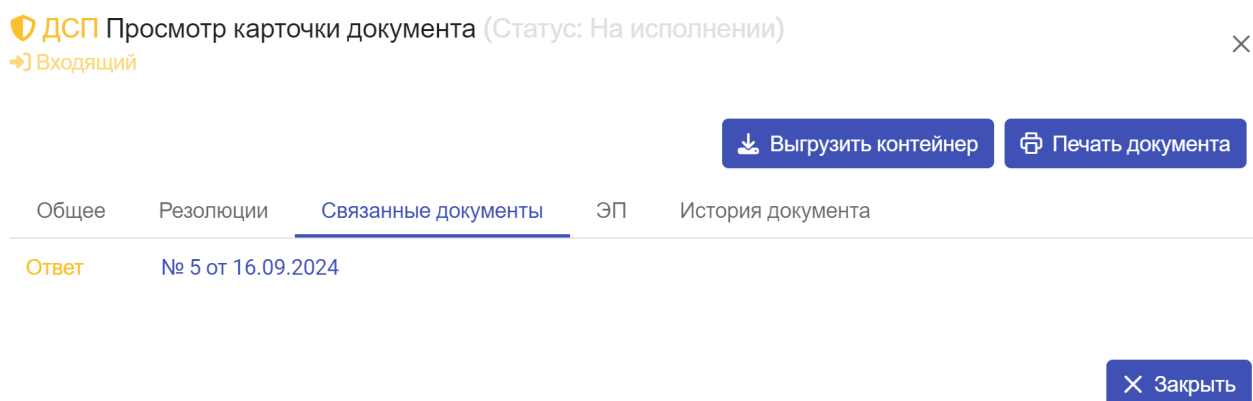 ДСП Просмотр карточки документа (Статус: На исполнении)
Входящий
Выгрузить контейнер Печать документа
Общее Резолюции Связанные документы ЭП История документа
Ответ № 5 от 16.09.2024
Закрыть